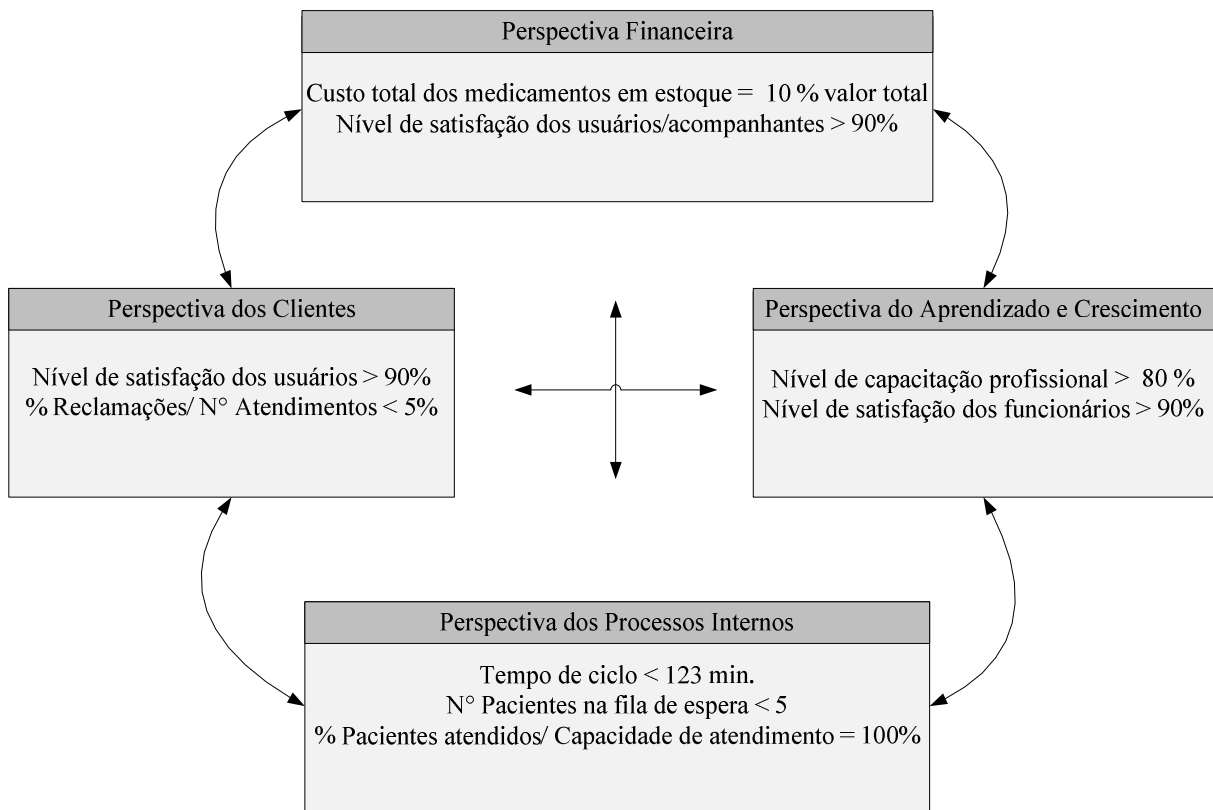 Perspectiva Financeira
Custo total dos medicamentos em estoque = 10 % valor total
Nível de satisfação dos usuários/acompanhantes > 90%
Perspectiva dos Clientes
Nível de satisfação dos usuários > 90%
% Reclamações/ N° Atendimentos < 5%
Perspectiva do Aprendizado e Crescimento
Nível de capacitação profissional > 80 %
Nível de satisfação dos funcionários > 90%
Perspectiva dos Processos Internos
Tempo de ciclo < 123 min.
N° Pacientes na fila de espera < 5
% Pacientes atendidos/ Capacidade de atendimento = 100%